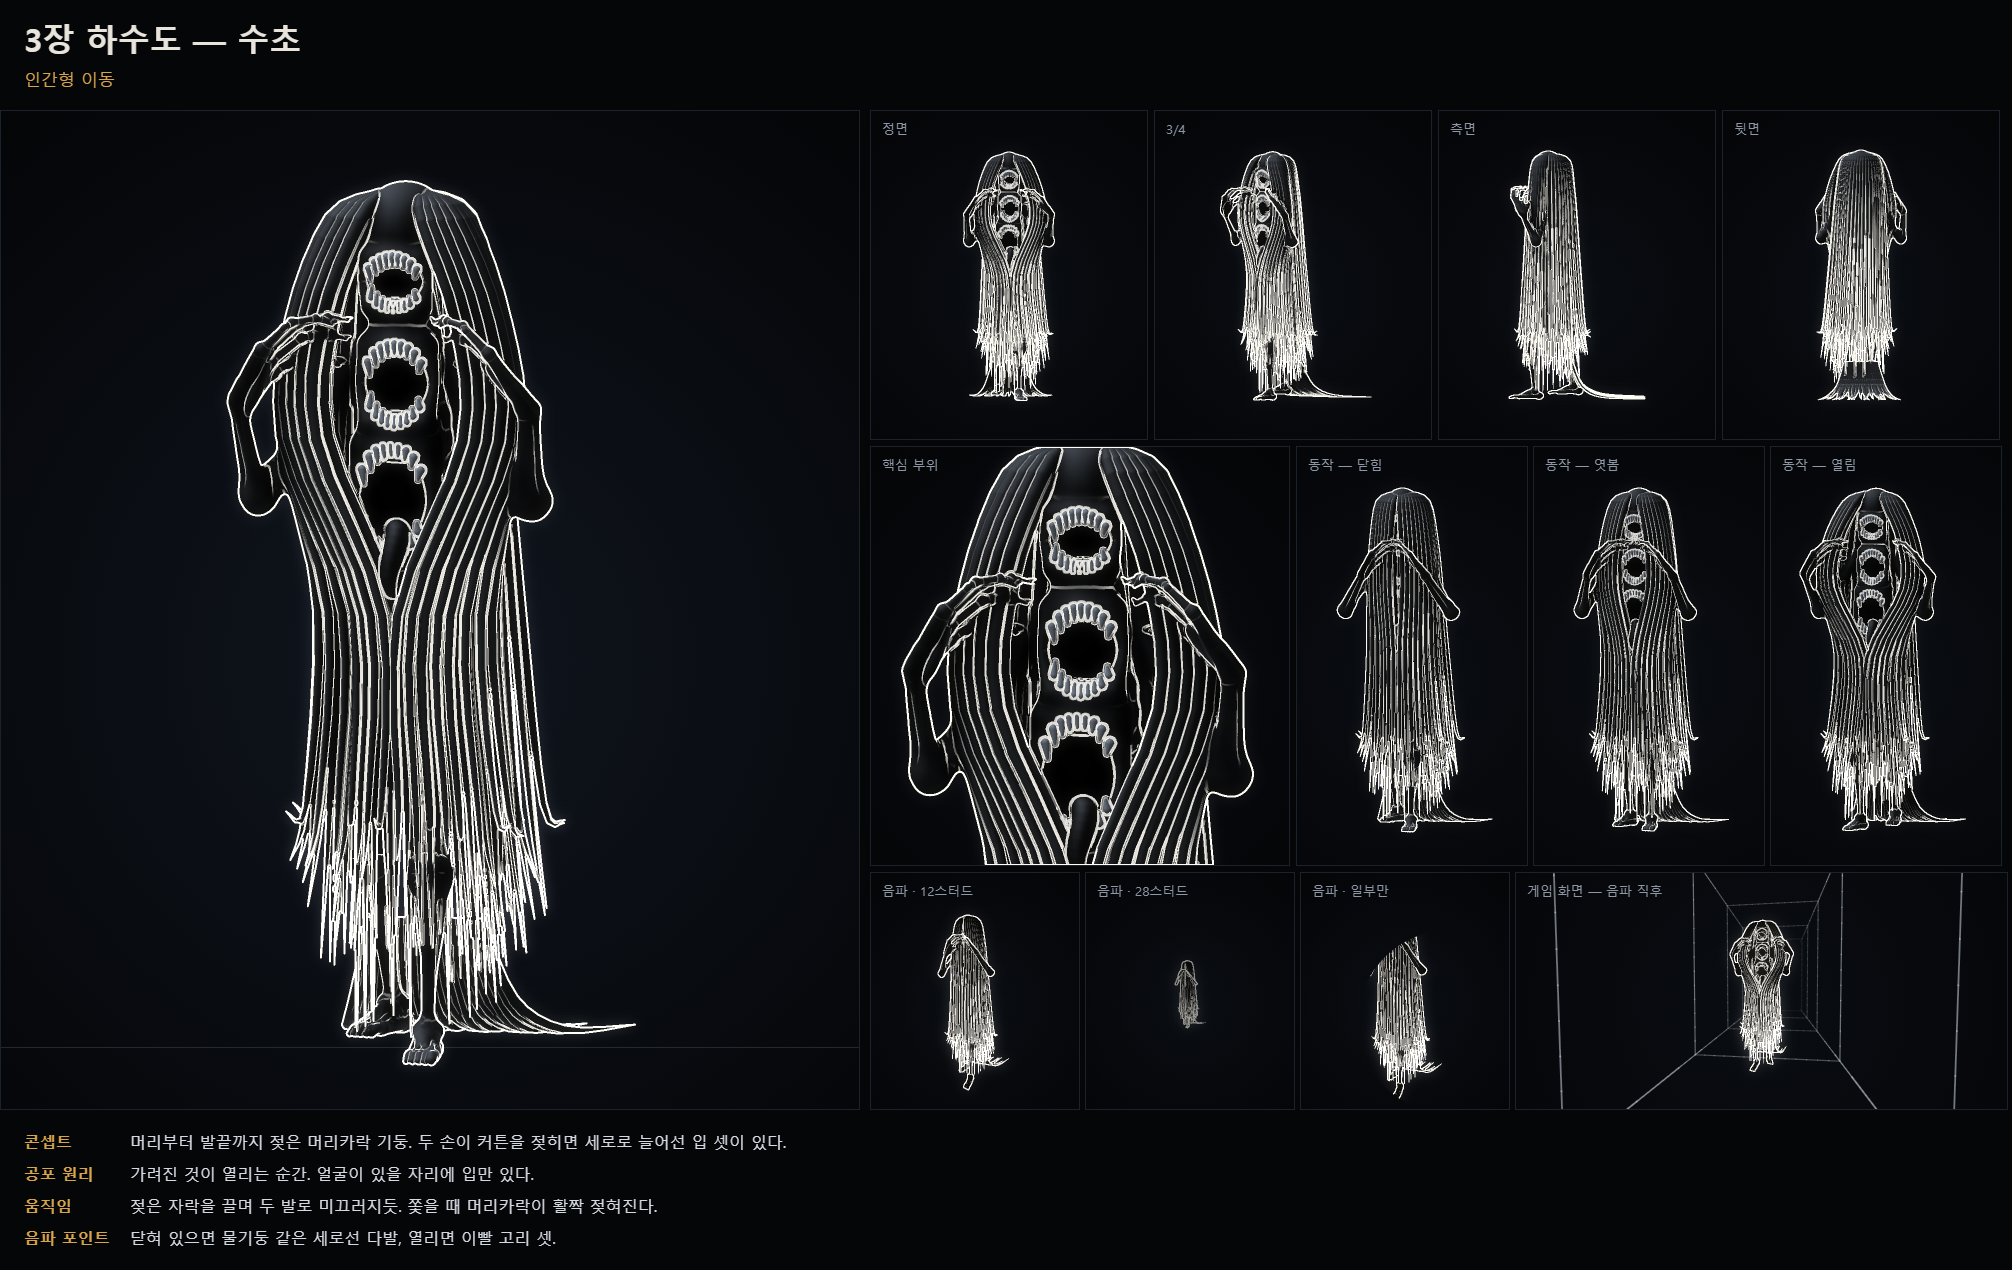 3장 하수도 — 수초
인간형 이동
정면
3/4
측면
뒷면
핵심 부위
동작 — 닫힘
동작 — 엿봄
동작 — 열림
음파 · 12스터드
음파 · 28스터드
음파 · 일부만
게임 화면 — 음파 직후
콘셉트 머리부터 발끝까지 젖은 머리카락 기둥. 두 손이 커튼을 젖히면 세로로 늘어선 입 셋이 있다.
공포 원리 가려진 것이 열리는 순간. 얼굴이 있을 자리에 입만 있다.
움직임 젖은 자락을 끌며 두 발로 미끄러지듯. 쫓을 때 머리카락이 활짝 젖혀진다.
음파 포인트 닫혀 있으면 물기둥 같은 세로선 다발, 열리면 이빨 고리 셋.